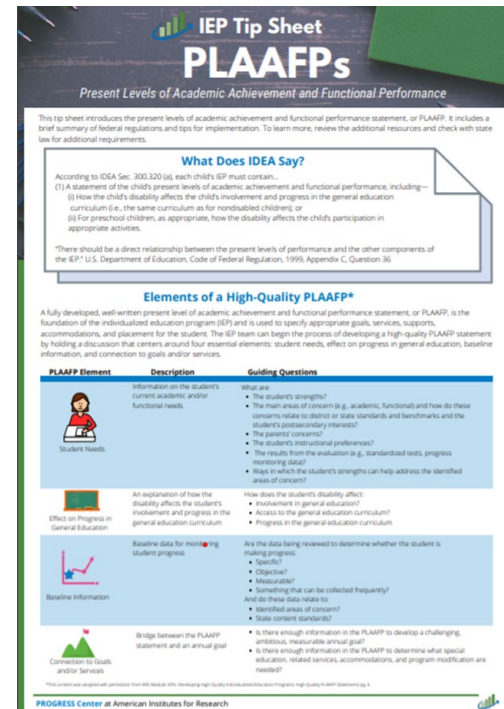 IEP Tip Sheet
PLAAFPs
Present Levels of Academic Achievement and Functional Performance
This tip sheet introduces the present levels of academic achievement and functional performance statement, or PLAAFP. It includes a
brief summary of federal regulations and tips for implementation. To learn more, review the additional resources and check with state
law for additional requirements.
What Does IDEA Say?
According to IDEA Sec. 300.320 (a), each child's IEP must contain...
(1) A statement of the child's present levels of academic achievement and functional performance, including—
(i) How the child's disability affects the child's involvement and progress in the general education
curriculum (i.e., the same curriculum as for nondisabled children); or
(ii) For preschool children, as appropriate, how the disability affects the child's participation in
appropriate activities.
"There should be a direct relationship between the present levels of performance and the other components of
the IEP." U.S. Department of Education, Code of Federal Regulation, 1999, Appendix C, Question 36
Elements of a High-Quality PLAAFP*
A fully developed, well-written present level of academic achievement and functional performance statement, or PLAAFP, is the
foundation of the individualized education program (IEP) and is used to specify appropriate goals, services, supports,
accommodations, and placement for the student. The IEP team can begin the process of developing a high-quality PLAAFP statement
by holding a discussion that centers around four essential elements: student needs, effect on progress in general education, baseline
information, and connection to goals and/or services.
PLAAFP Element Description Guiding Questions
Student Needs
Information on the student's
current academic and/or
functional needs
What are:
• The student's strengths?
• The main areas of concern (e.g., academic, functional) and how do these
concerns relate to district or state standards and benchmarks and the
student's postsecondary interests?
• The parents' concerns?
• The student's instructional preferences?
• The results from the evaluation (e.g., standardized tests, progress
monitoring data)?
• Ways in which the student's strengths can help address the identified
areas of concern?
Effect on Progress in
General Education
An explanation of how the
disability affects the student's
involvement and progress in the
general education curriculum
How does the student's disability affect:
• Involvement in general education?
• Access to the general education curriculum?
• Progress in the general education curriculum
Baseline Information
Baseline data for monitoring
student progress
Are the data being reviewed to determine whether the student is
making progress:
• Specific?
• Objective?
• Measurable?
• Something that can be collected frequently?
And do these data relate to:
• Identified areas of concern?
• State content standards?
Connection to Goals
and/or Services
Bridge between the PLAAFP
statement and an annual goal
• Is there enough information in the PLAAFP to develop a challenging,
ambitious, measurable annual goal?
• Is there enough information in the PLAAFP to determine what special
education, related services, accommodations, and program modification are
needed?
*This content was adapted with permission from IRIS Module: IEPs: Developing High-Quality Individualized Education Programs: High-Quality PLAAFP Statements pg. 6
PROGRESS Center at American Institutes for Research